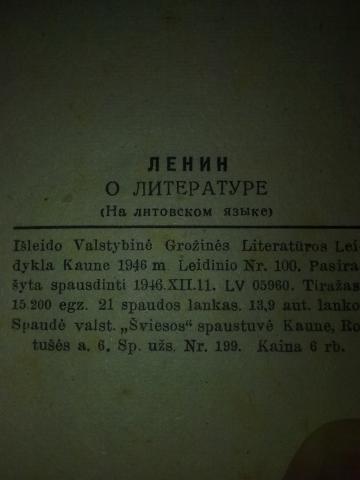 ЛЕНИН
О ЛИТЕРАТУРЕ
(На литовском языке)
Išleido Valstybinė Grožinės Literatūros Lei
dykla Kaune 1946 m. Leidinio Nr. 100. Pasira
šyta spausdinti 1946.XII.11. LV 05960. Tiražas
15.200 egz. 21 spaudos lankas. 13,9 aut. lanko
Spaudė valst. „Šviesos“ spaustuvė Kaune, Ro
tušės a. 6. Sp. užs. Nr. 199. Kaina 6 rb.